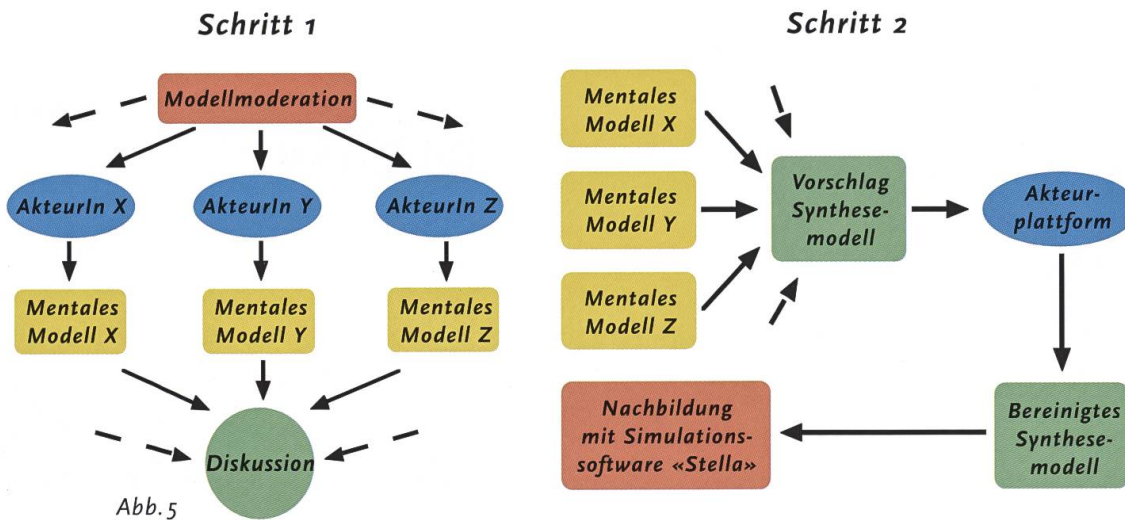 Schritt 1
Modellmoderation
AkteurIn X
AkteurIn Y
AkteurIn Z
Mentales
Modell X
Mentales
Modell Y
Mentales
Modell Z
Diskussion
Abb. 5
Schritt 2
Mentales
Modell X
Mentales
Modell Y
Mentales
Modell Z
Vorschlag
Synthese-
modell
Akteur-
plattform
Bereinigtes
Synthese-
modell
Nachbildung
mit Simulations-
software «Stella»